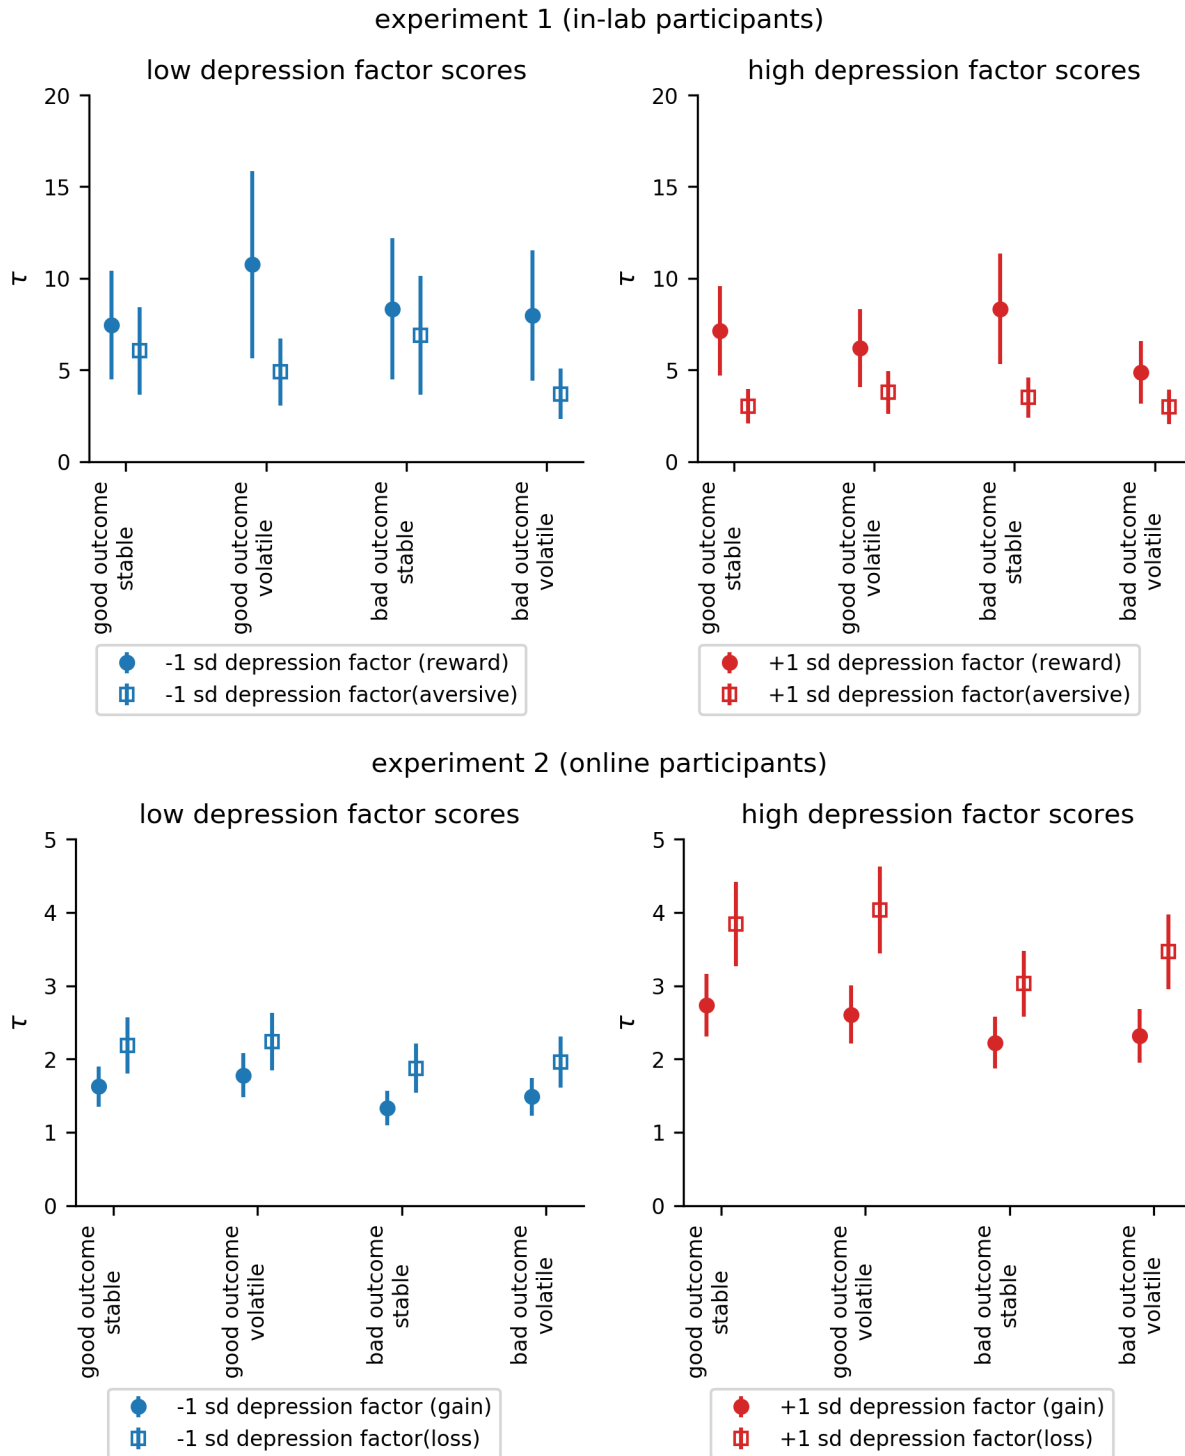 experiment 1 (in-lab participants)
low depression factor scores
20
15
10
5
0
τ
good outcome
stable
good outcome
volatile
bad outcome
stable
bad outcome
volatile
-1 sd depression factor (reward)
-1 sd depression factor(aversive)
high depression factor scores
20
15
10
5
0
τ
good outcome
stable
good outcome
volatile
bad outcome
stable
bad outcome
volatile
+1 sd depression factor (reward)
+1 sd depression factor(aversive)
experiment 2 (online participants)
low depression factor scores
5
4
3
2
1
0
τ
good outcome
stable
good outcome
volatile
bad outcome
stable
bad outcome
volatile
-1 sd depression factor (gain)
-1 sd depression factor(loss)
high depression factor scores
5
4
3
2
1
0
τ
good outcome
stable
good outcome
volatile
bad outcome
stable
bad outcome
volatile
+1 sd depression factor (gain)
+1 sd depression factor(loss)